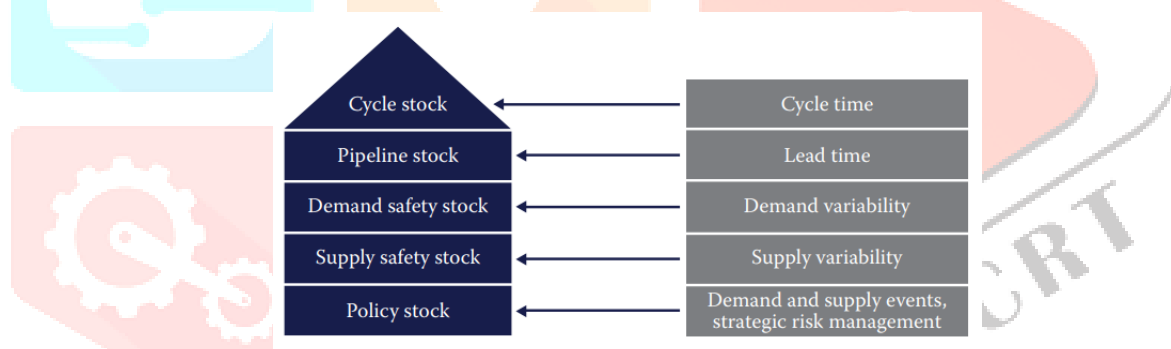 Cycle stock
Cycle time
Pipeline stock
Lead time
Demand safety stock
Demand variability
Supply safety stock
Supply variability
Policy stock
Demand and supply events,
strategic risk management
CRT